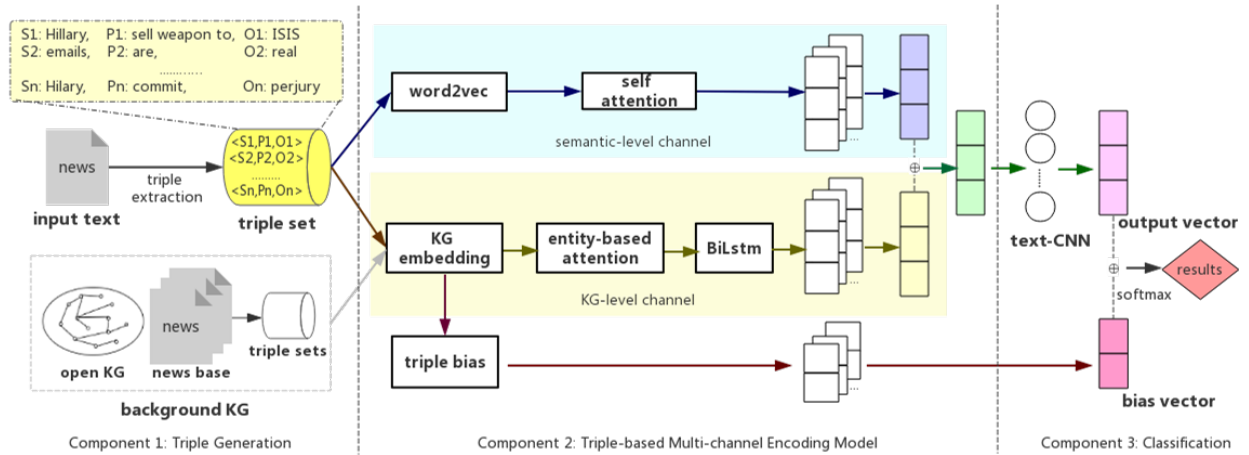 S1: Hillary, P1: sell weapon to, O1: ISIS
S2: emails, P2: are, O2: real
............
Sn: Hilary, Pn: commit, On: perjury
news
input text
triple
extraction
<S1,P1,O1>
<S2,P2,O2>
.........
<Sn,Pn,On>
triple set
open KG
news
news base
triple sets
background KG
Component 1: Triple Generation
word2vec
self
attention
...
semantic-level channel
KG
embedding
entity-based
attention
BiLstm
...
KG-level channel
triple bias
...
Component 2: Triple-based Multi-channel Encoding Model
text-CNN
output vector
softmax
results
bias vector
Component 3: Classification